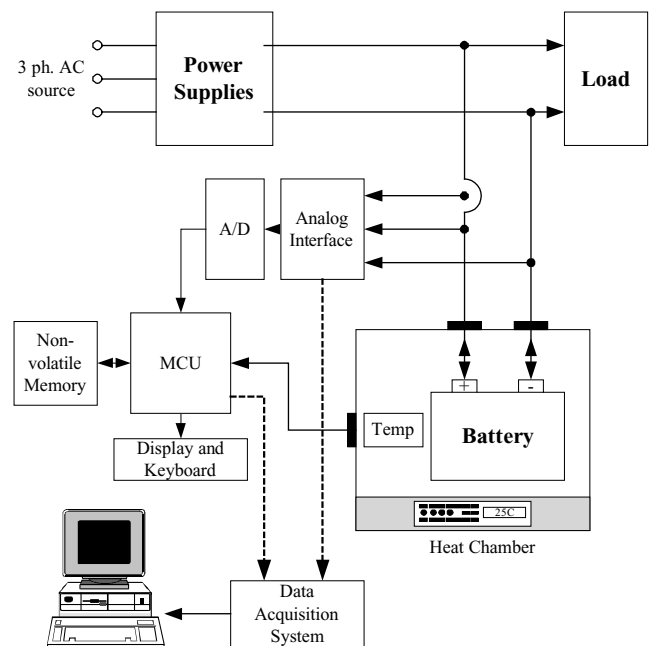 3 ph. AC
source
Power
Supplies
Load
A/D
Analog
Interface
Non-
volatile
Memory
MCU
Display and
Keyboard
+
-
Temp
Battery
25C
Heat Chamber
Data
Acquisition
System